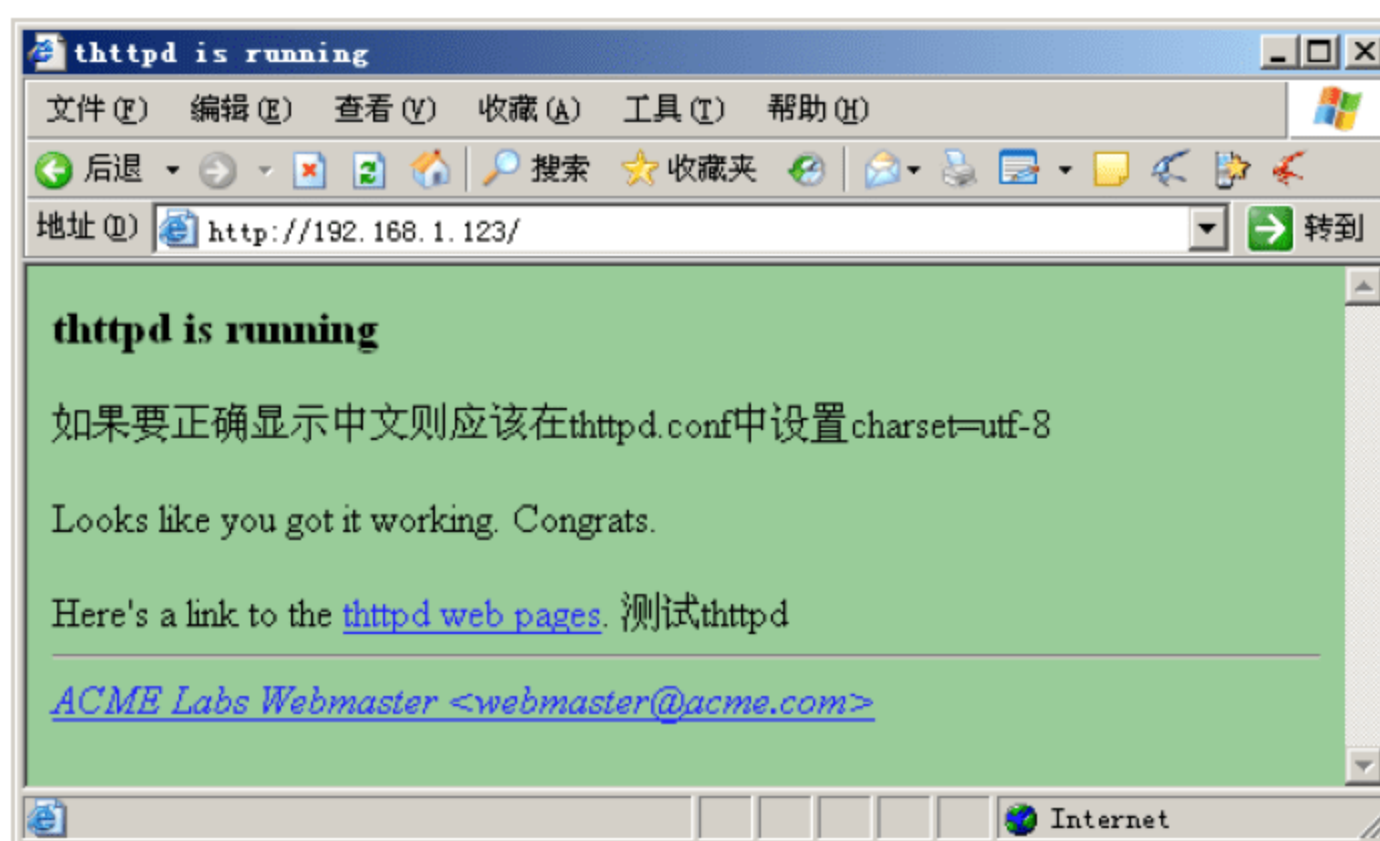 thttpd is running
文件(F) 编辑(E) 查看(V) 收藏(A) 工具(T) 帮助(H)
后退 搜索 收藏夹
地址(D) http://192.168.1.123/ 转到
thttpd is running
如果要正确显示中文则应该在thttpd.conf中设置charset=utf-8
Looks like you got it working. Congrats.
Here's a link to the thttpd web pages. 测试thttpd
ACME Labs Webmaster <webmaster@acme.com>
Internet